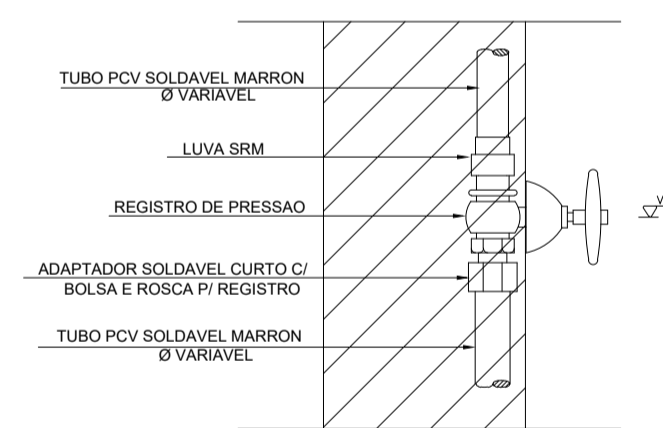 TUBO PCV SOLDAVEL MARRON
Ø VARIAVEL
LUVA SRM
REGISTRO DE PRESSAO
ADAPTADOR SOLDAVEL CURTO C/
BOLSA E ROSCA P/ REGISTRO
TUBO PCV SOLDAVEL MARRON
Ø VARIAVEL